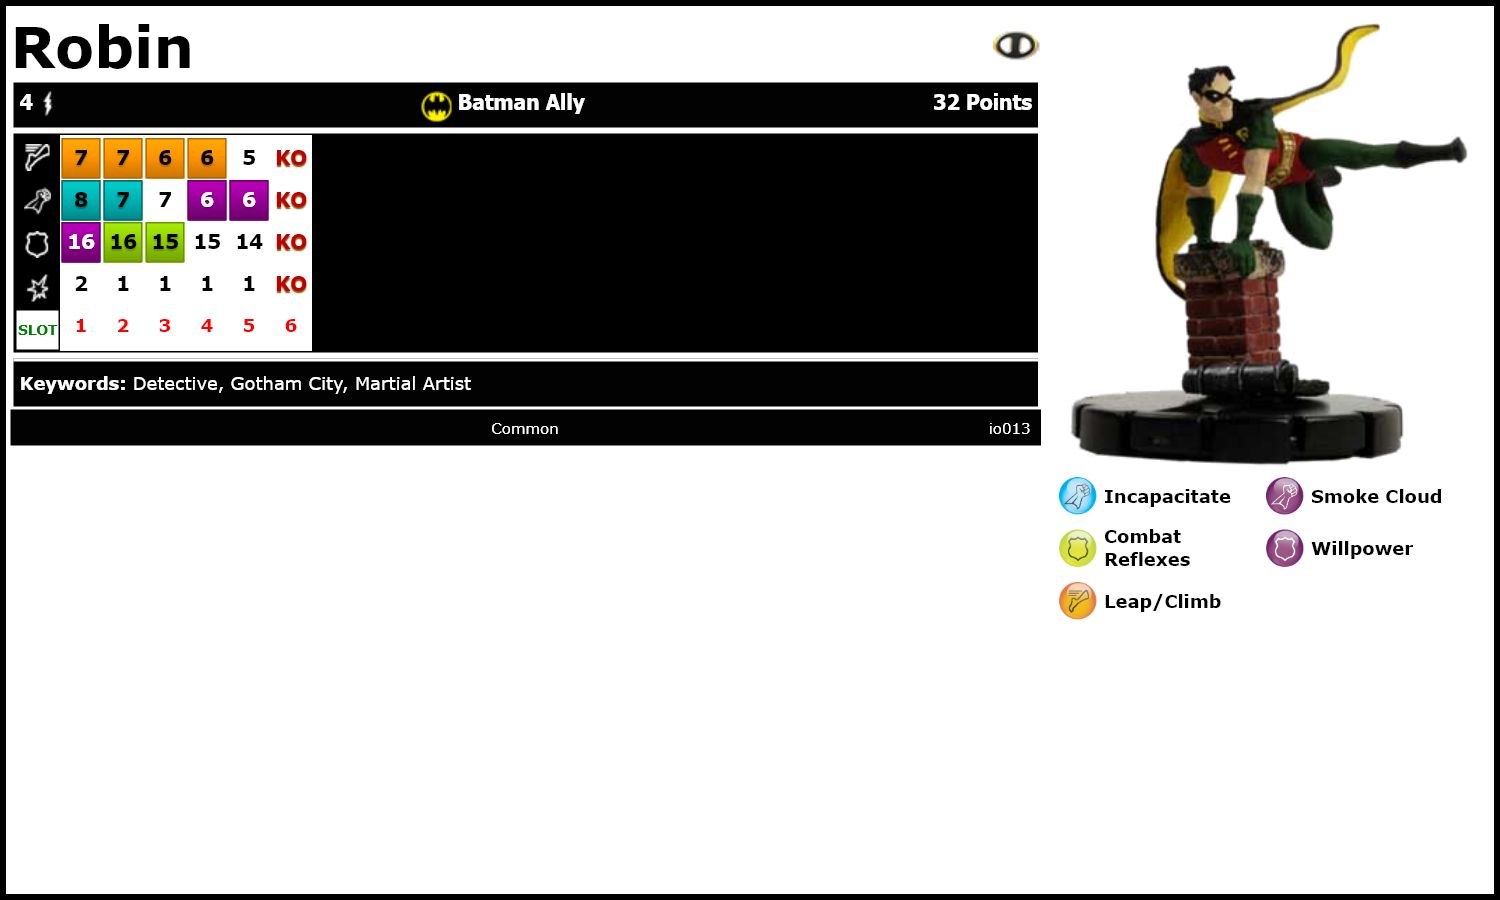 Robin
4 Batman Ally 32 Points
7 7 6 6 5 KO
8 7 7 6 6 KO
16 16 15 15 14 KO
2 1 1 1 1 KO
SLOT 1 2 3 4 5 6
Keywords: Detective, Gotham City, Martial Artist
Common io013
Incapacitate Smoke Cloud
Combat
Reflexes
Willpower
Leap/Climb